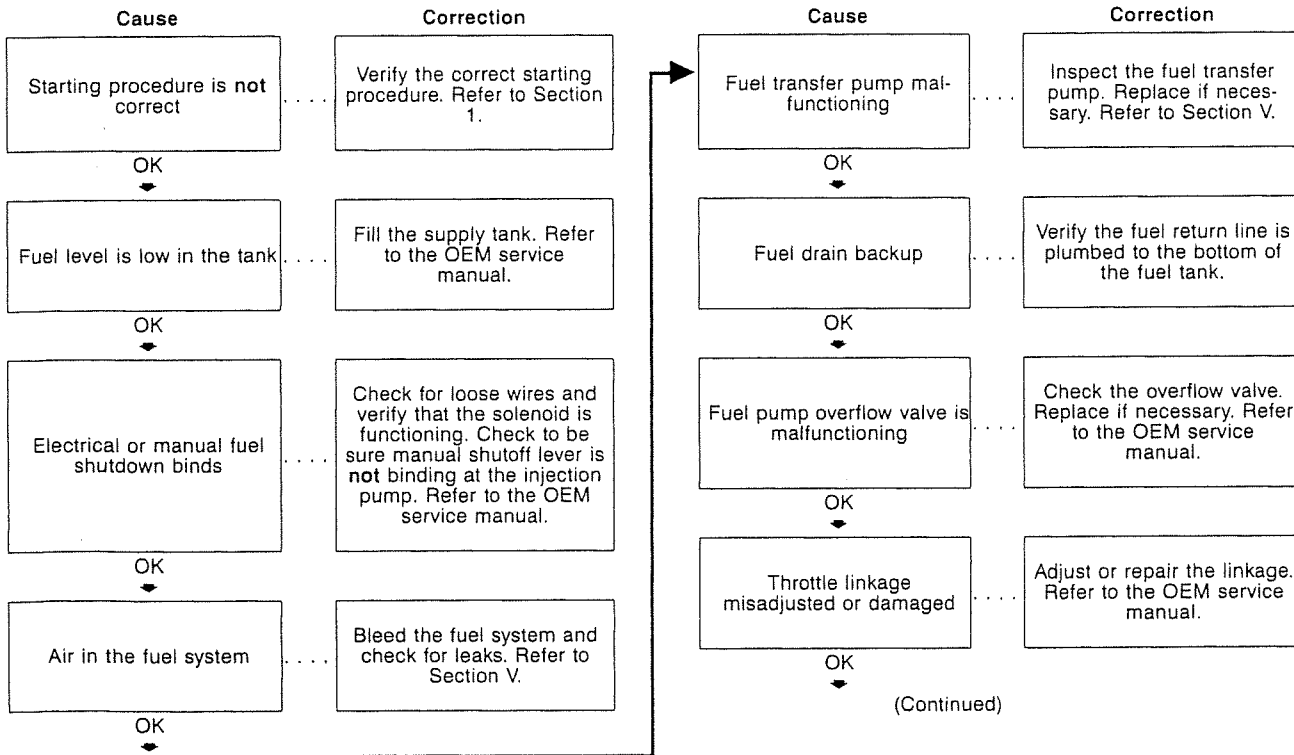 Cause
Correction
Starting procedure is not
correct
. . . .
Verify the correct starting
procedure. Refer to Section
1.
OK
Fuel level is low in the tank
. . . .
Fill the supply tank. Refer
to the OEM service
manual.
OK
Electrical or manual fuel
shutdown binds
. . . .
Check for loose wires and
verify that the solenoid is
functioning. Check to be
sure manual shutoff lever is
not binding at the injection
pump. Refer to the OEM
service manual.
OK
Air in the fuel system
. . . .
Bleed the fuel system and
check for leaks. Refer to
Section V.
OK
Cause
Correction
Fuel transfer pump mal-
functioning
. . . .
Inspect the fuel transfer
pump. Replace if neces-
sary. Refer to Section V.
OK
Fuel drain backup
. . . .
Verify the fuel return line is
plumbed to the bottom of
the fuel tank.
OK
Fuel pump overflow valve is
malfunctioning
. . . .
Check the overflow valve.
Replace if necessary. Refer
to the OEM service
manual.
OK
Throttle linkage
misadjusted or damaged
. . . .
Adjust or repair the linkage.
Refer to the OEM service
manual.
OK
(Continued)